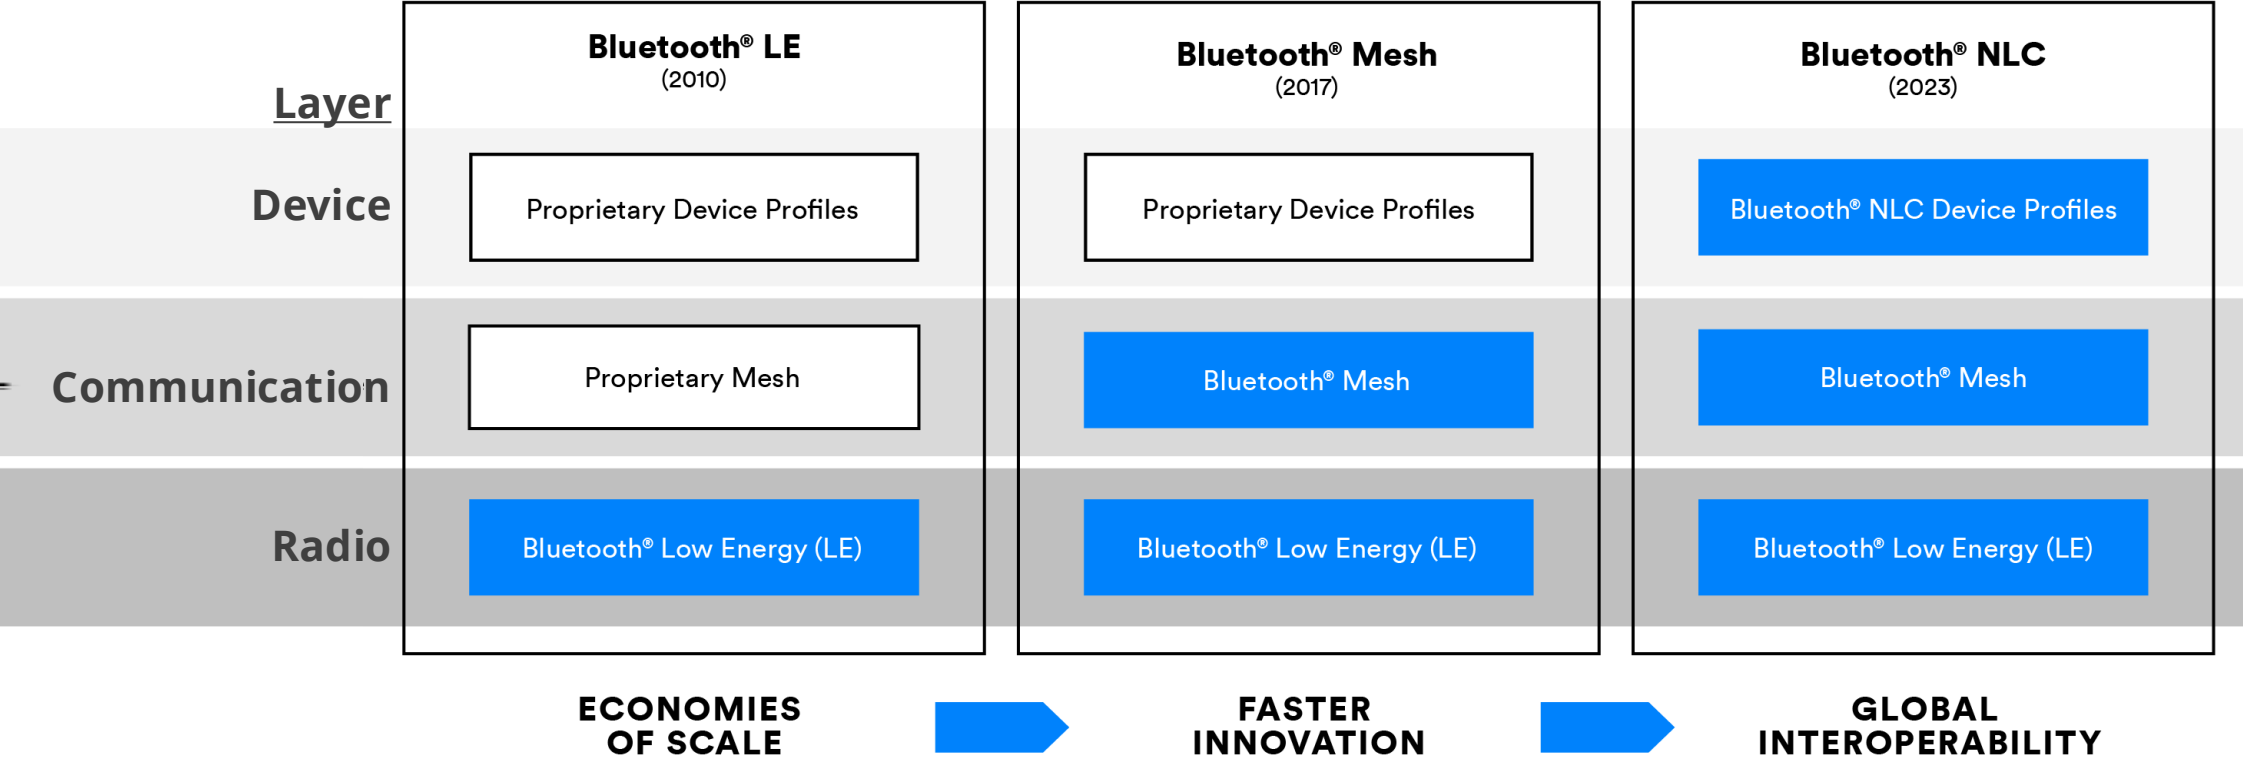 Layer
Bluetooth® LE
(2010)
Bluetooth® Mesh
(2017)
Bluetooth® NLC
(2023)
Device
Proprietary Device Profiles
Proprietary Device Profiles
Bluetooth® NLC Device Profiles
Communication
Proprietary Mesh
Bluetooth® Mesh
Bluetooth® Mesh
Radio
Bluetooth® Low Energy (LE)
Bluetooth® Low Energy (LE)
Bluetooth® Low Energy (LE)
ECONOMIES
OF SCALE
FASTER
INNOVATION
GLOBAL
INTEROPERABILITY